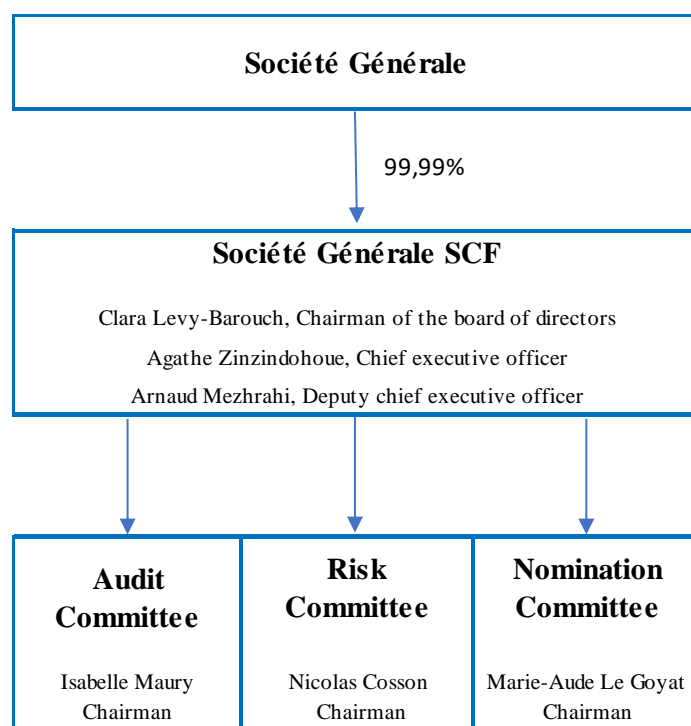 Société Générale
99,99%
Société Générale SCF
Clara Levy-Barouch, Chairman of the board of directors
Agathe Zinzindohoue, Chief executive officer
Arnaud Mezhrahi, Deputy chief executive officer
Audit
Committee
Isabelle Maury
Chairman
Risk
Committee
Nicolas Cosson
Chairman
Nomination
Committee
Marie-Aude Le Goyat
Chairman